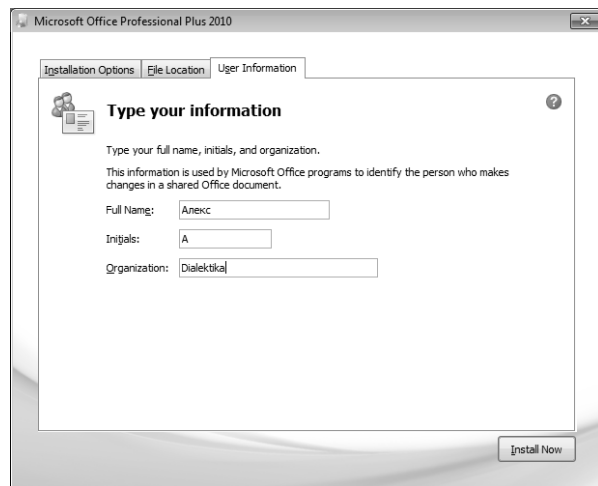 Microsoft Office Professional Plus 2010
Installation Options File Location User Information
Type your information
Type your full name, initials, and organization.
This information is used by Microsoft Office programs to identify the person who makes
changes in a shared Office document.
Full Name: Алекс
Initials: А
Organization: Dialektika
Install Now